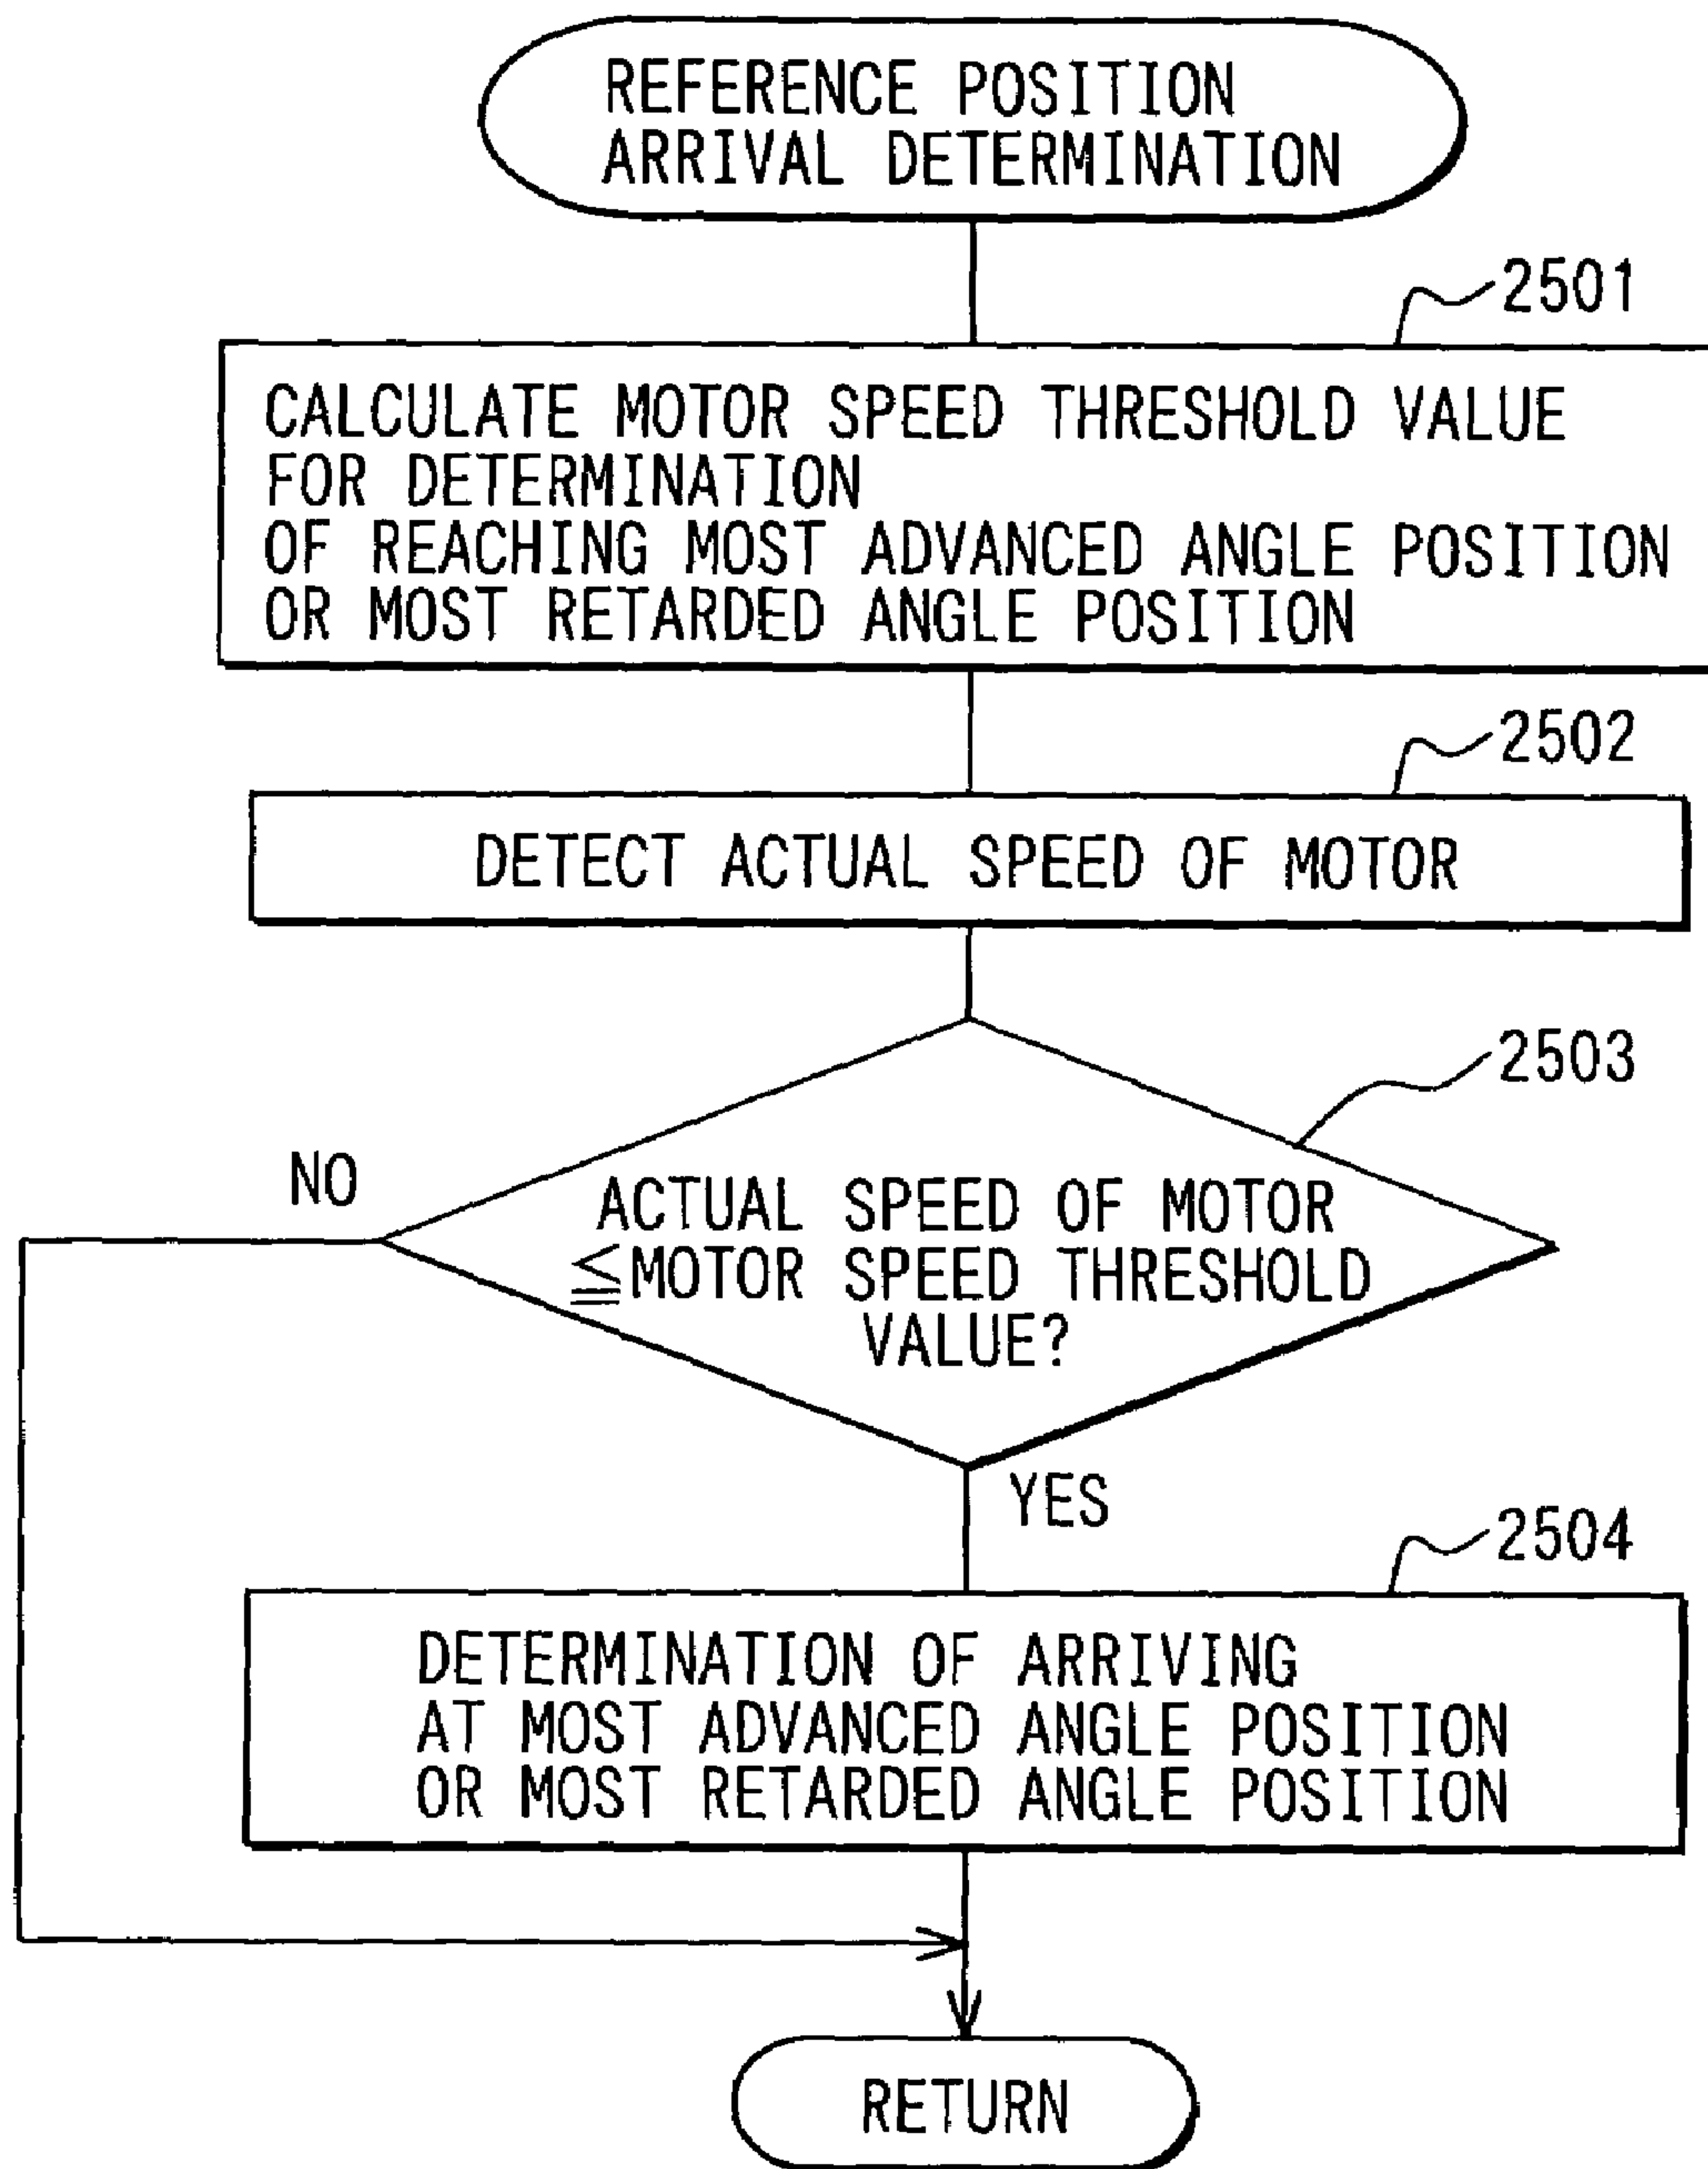 REFERENCE POSITION
ARRIVAL DETERMINATION
2501
CALCULATE MOTOR SPEED THRESHOLD VALUE
FOR DETERMINATION
OF REACHING MOST ADVANCED ANGLE POSITION
OR MOST RETARDED ANGLE POSITION
2502
DETECT ACTUAL SPEED OF MOTOR
2503
NO
ACTUAL SPEED OF MOTOR
≦MOTOR SPEED THRESHOLD
VALUE?
YES
2504
DETERMINATION OF ARRIVING
AT MOST ADVANCED ANGLE POSITION
OR MOST RETARDED ANGLE POSITION
RETURN